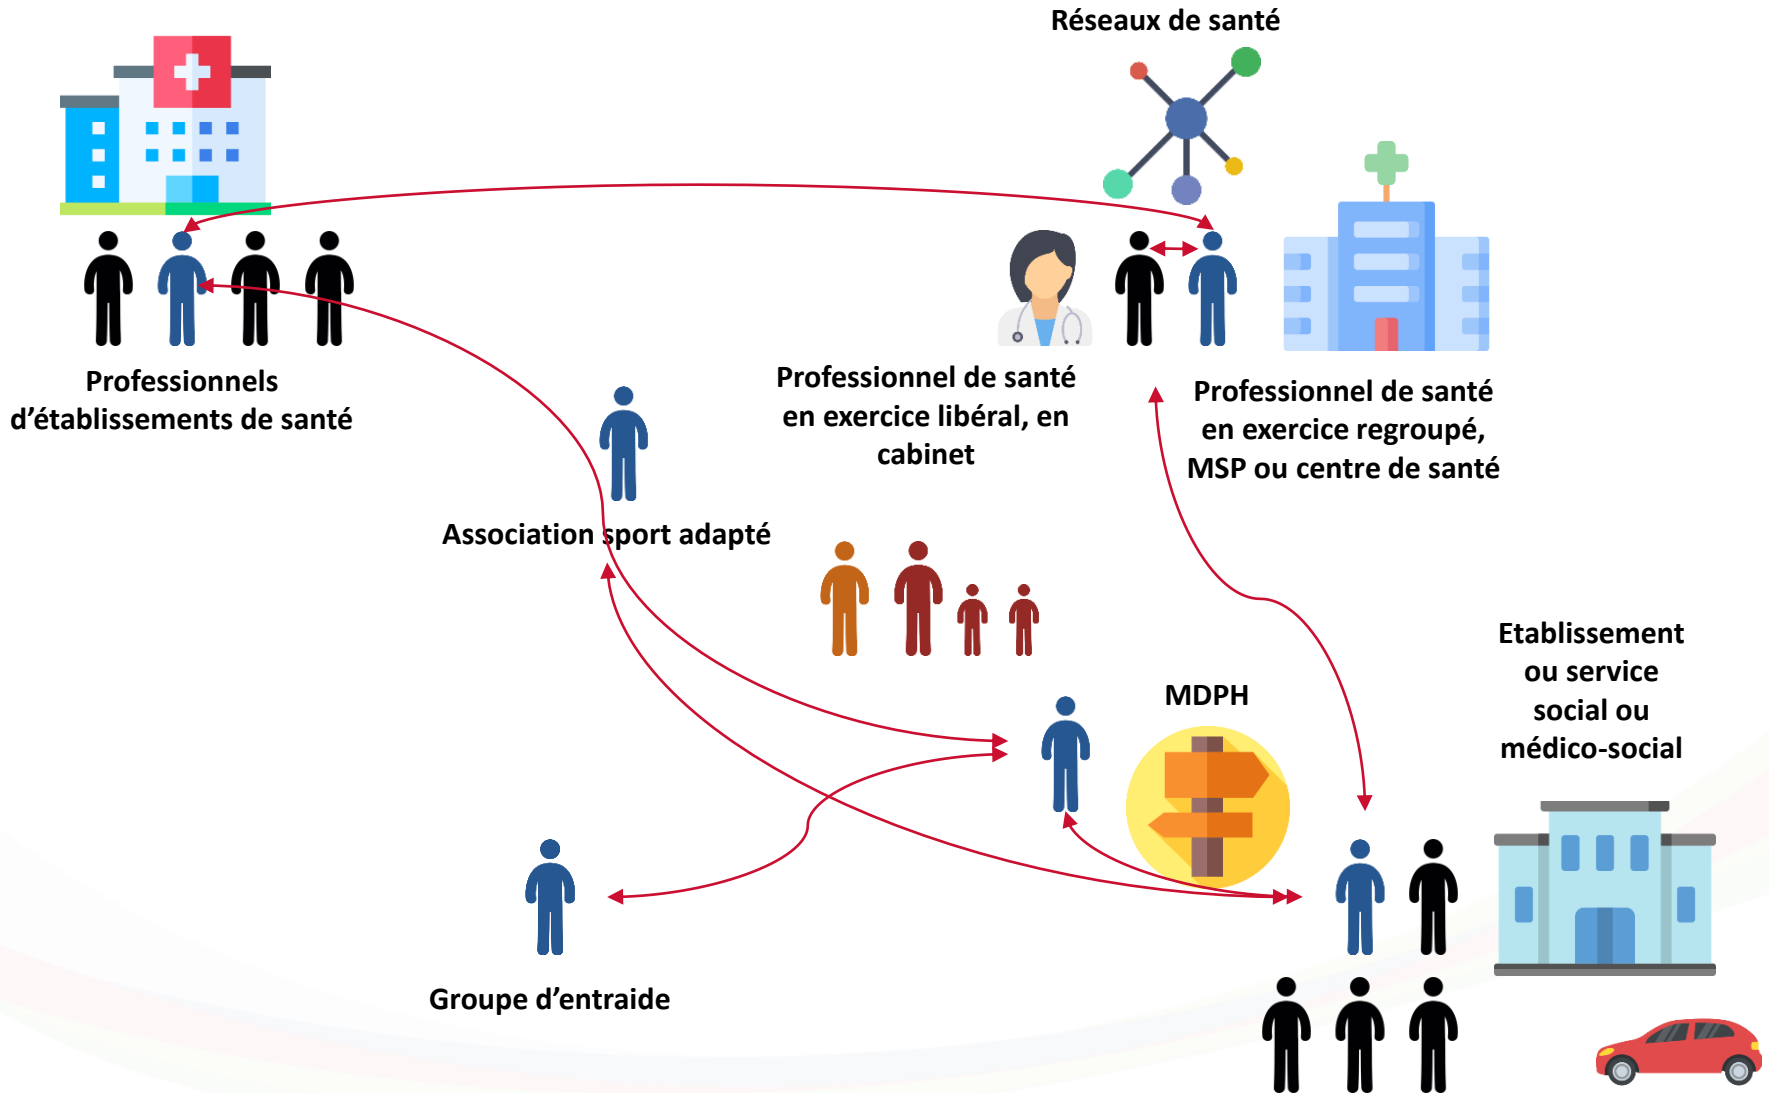 Réseaux de santé
Professionnels
d’établissements de santé
Professionnel de santé
en exercice libéral, en
cabinet
Professionnel de santé
en exercice regroupé,
MSP ou centre de santé
Association sport adapté
MDPH
Etablissement
ou service
social ou
médico-social
Groupe d’entraide